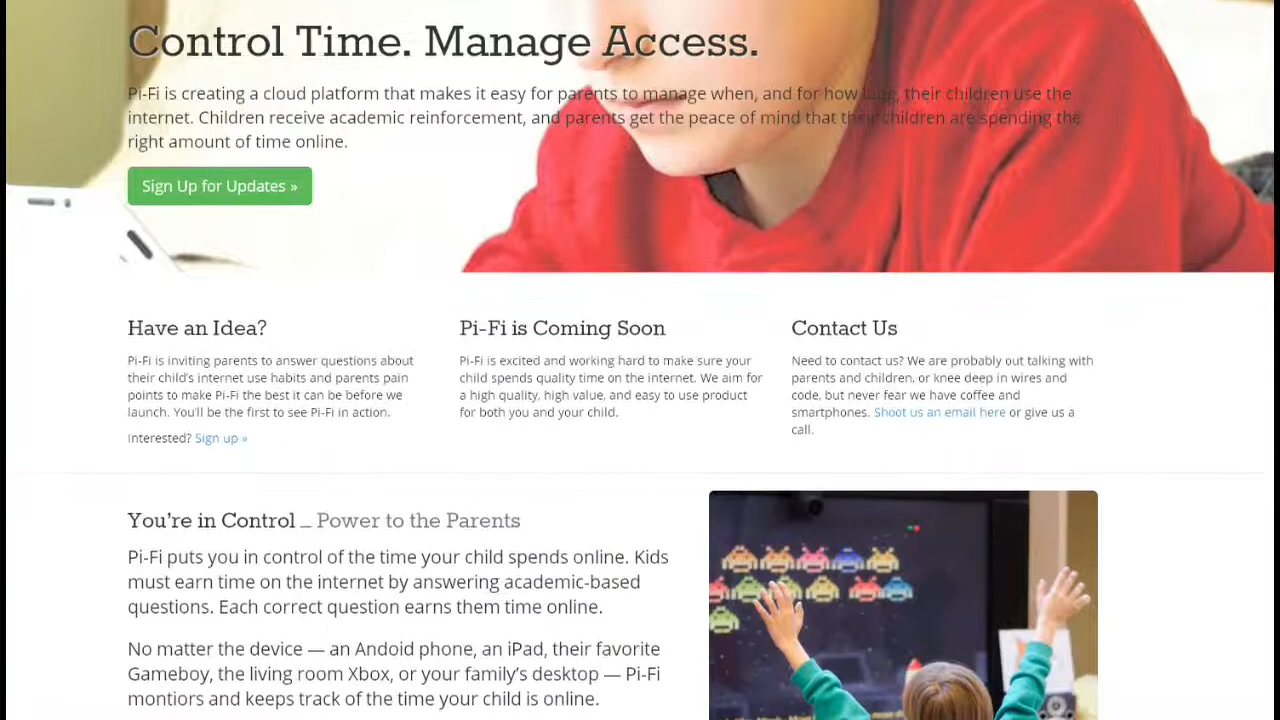 Control Time. Manage Access.
Pi-Fi is creating a cloud platform that makes it easy for parents to manage when, and for how long, their children use the
internet. Children receive academic reinforcement, and parents get the peace of mind that their children are spending the
right amount of time online.
Sign Up for Updates »
Have an Idea?
Pi-Fi is inviting parents to answer questions about
their child's internet use habits and parents pain
points to make Pi-Fi the best it can be before we
launch. You'll be the first to see Pi-Fi in action.
Interested? Sign up »
Pi-Fi is Coming Soon
Pi-Fi is excited and working hard to make sure your
child spends quality time on the internet. We aim for
a high quality, high value, and easy to use product
for both you and your child.
Contact Us
Need to contact us? We are probably out talking with
parents and children, or knee deep in wires and
code, but never fear we have coffee and
smartphones. Shoot us an email here or give us a
call.
You're in Control _ Power to the Parents
Pi-Fi puts you in control of the time your child spends online. Kids
must earn time on the internet by answering academic-based
questions. Each correct question earns them time online.
No matter the device — an Andoid phone, an iPad, their favorite
Gameboy, the living room Xbox, or your family's desktop — Pi-Fi
montiors and keeps track of the time your child is online.